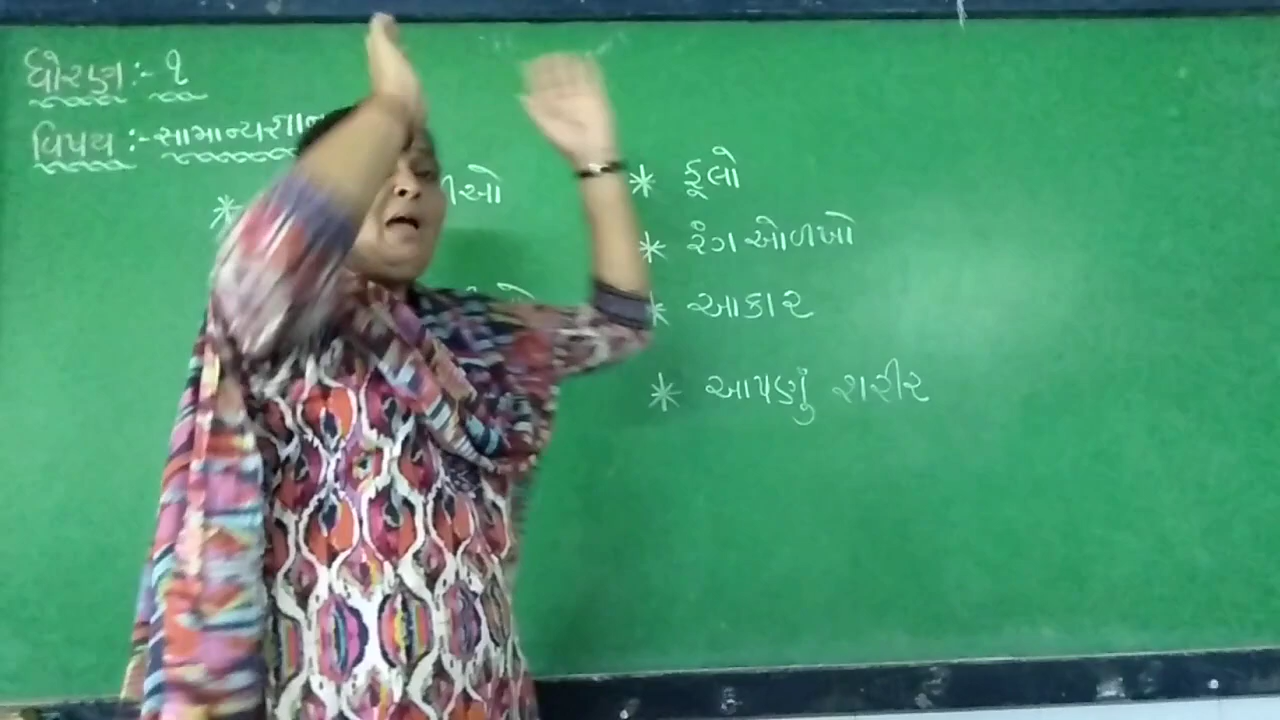 ધોરણ :- ૧
વિષય :- સામાન્યજ્ઞાન
* ફૂલો
* રંગ ઓળખો
* આકાર
* આપણું શરીર